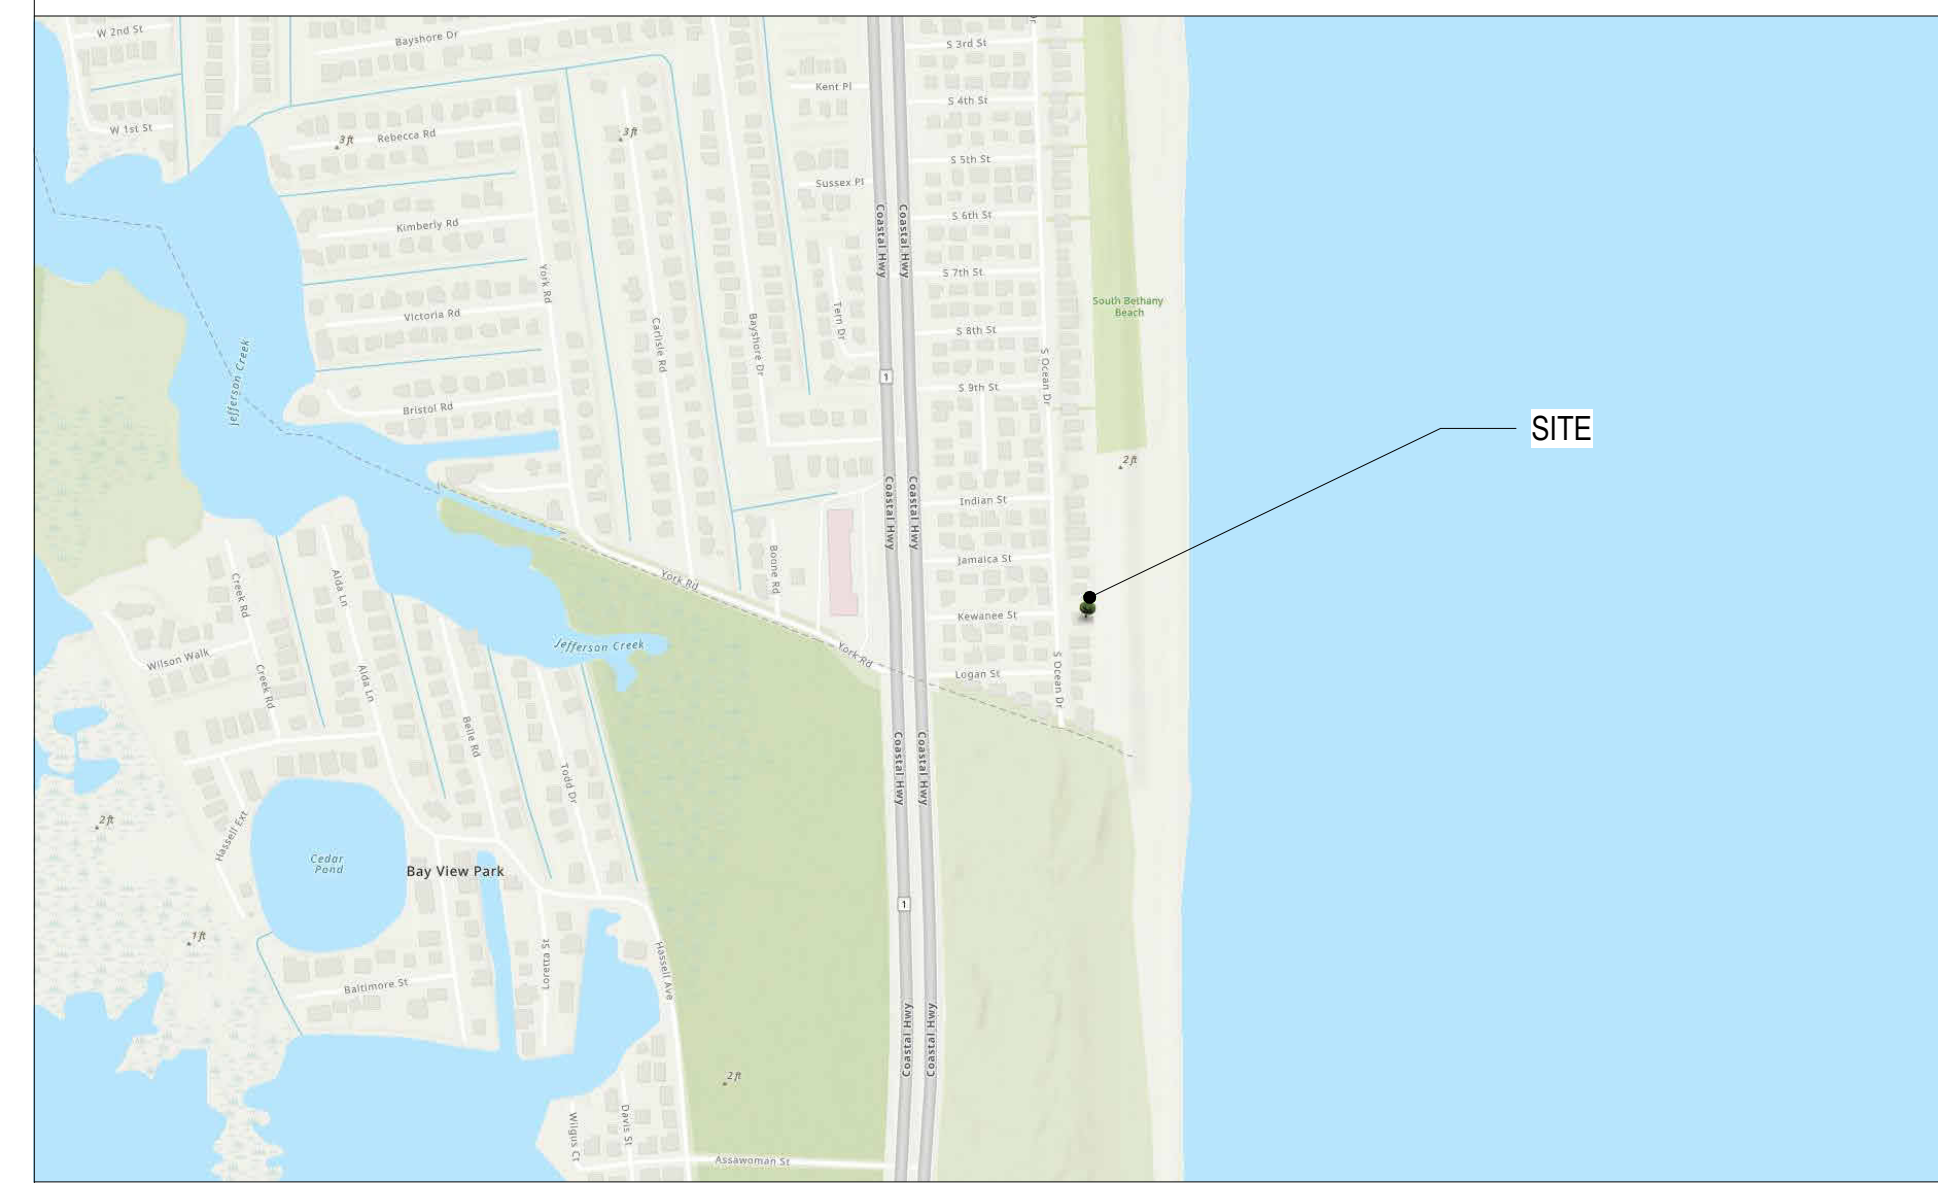 W 2nd St
Bayshore Dr
S 3rd St
Dr
Kent Pl
S 4th St
W 1st St
3 ft
Rebecca Rd
3 ft
S 5th St
Sussex Pl
Kimberly Rd
Coastal Hwy
Coastal Hwy
S 6th St
York Rd
S 7th St
Victoria Rd
Carlisle Rd
Bayshore Dr
Tern Dr
South Bethany
Beach
S 8th St
Jefferson Creek
1
S Ocean Dr
S 9th St
Bristol Rd
SITE
2 ft
Coastal Hwy
Coastal Hwy
Indian St
Alda Ln
Creek Rd
York Rd
Boone Rd
Jamaica St
Kewanee St
Jefferson Creek
York Rd
Wilson Walk
Creek Rd
Alda Ln
Logan St
S Ocean Dr
Belle Rd
Todd Dr
Coastal Hwy
Coastal Hwy
2 ft
Hassell Ext
Cedar
Pond
Bay View Park
1
1 ft
Loretta St
Hassell Ave
Baltimore St
Coastal Hwy
Coastal Hwy
2 ft
Wilgus Ct
Davis St
Assawoman St